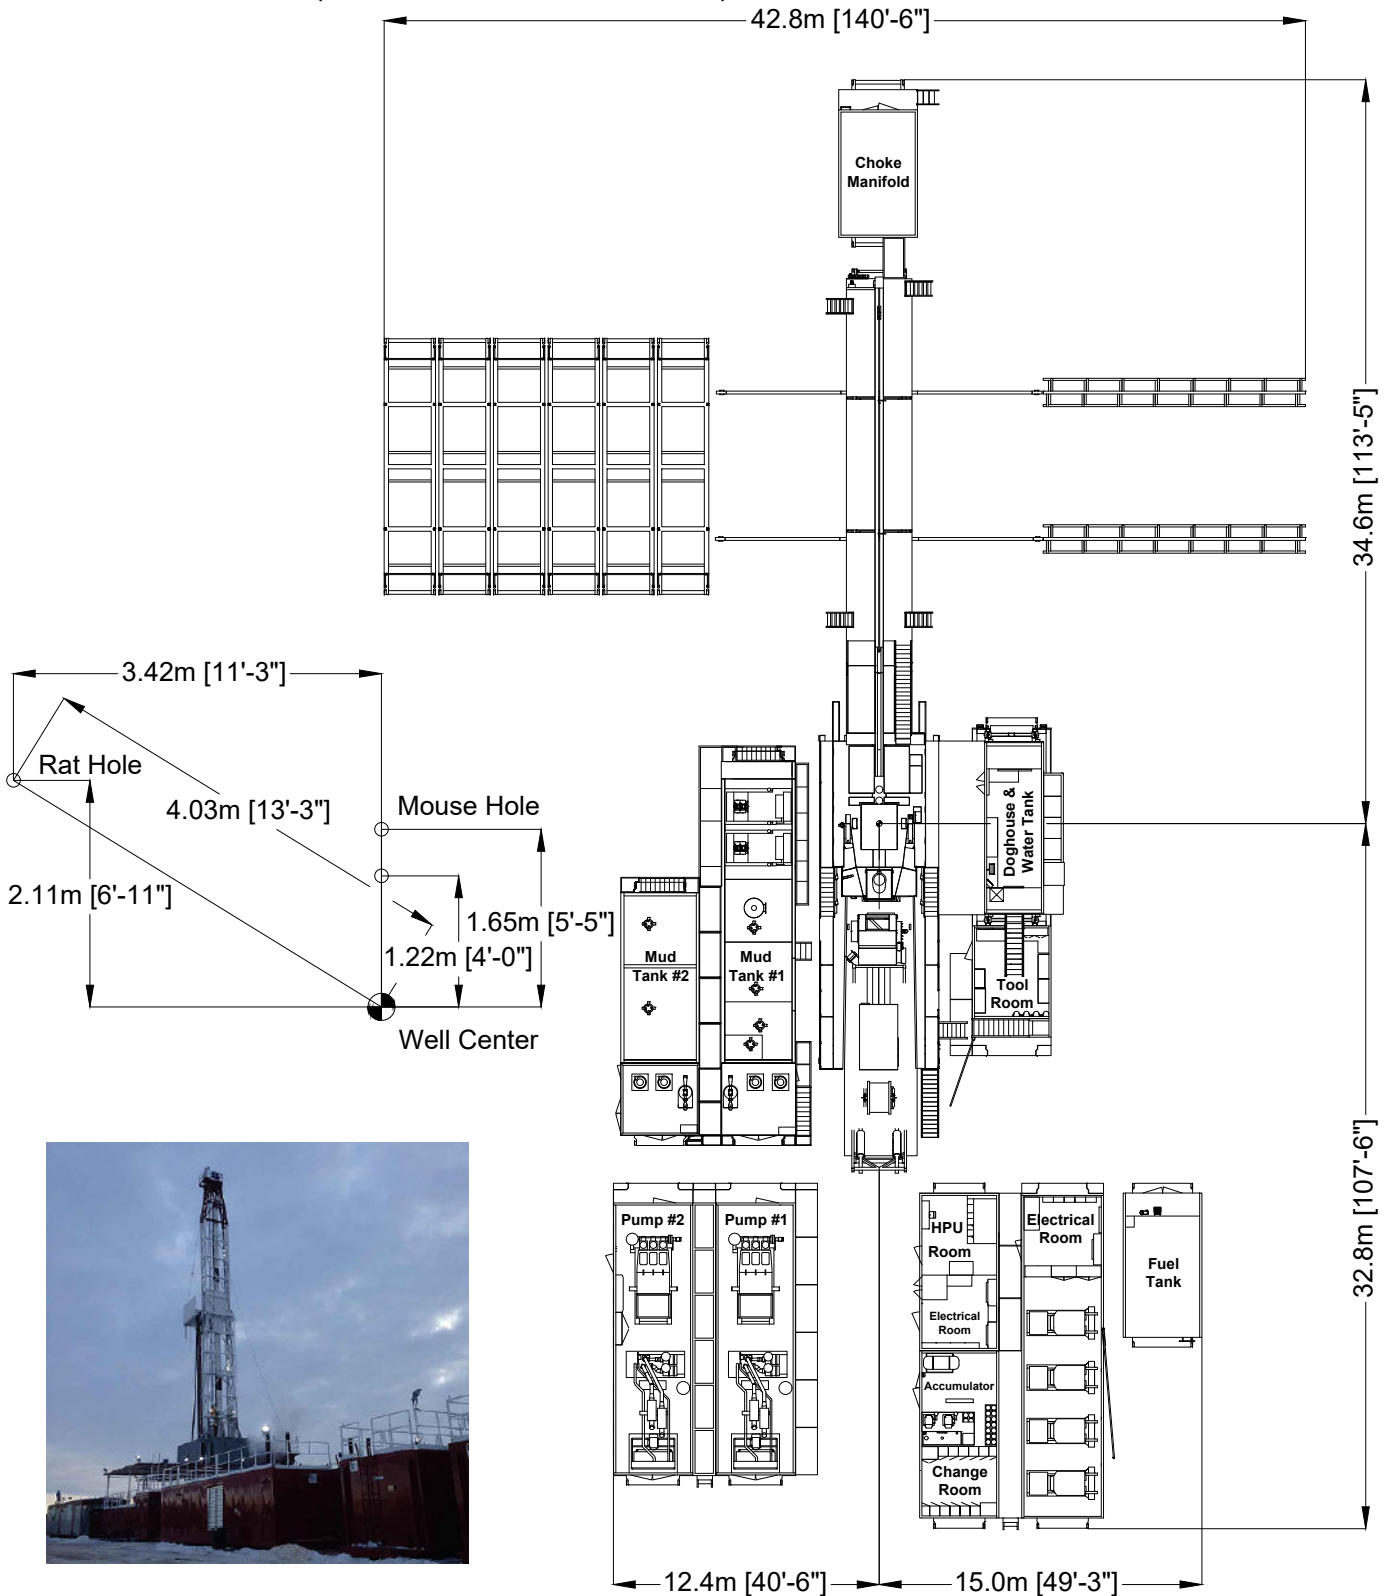 42.8m [140'-6"]
Choke
Manifold
34.6m [113'-5"]
3.42m [11'-3"]
Rat Hole
4.03m [13'-3"]
Mouse Hole
2.11m [6'-11"]
1.65m [5'-5"]
1.22m [4'-0"]
Well Center
Doghouse &
Water Tank
Mud
Tank #2
Mud
Tank #1
Tool
Room
32.8m [107'-6"]
Pump #2
Pump #1
HPU
Room
Electrical
Room
Fuel
Tank
Electrical
Room
Accumulator
Change
Room
12.4m [40'-6"]
15.0m [49'-3"]